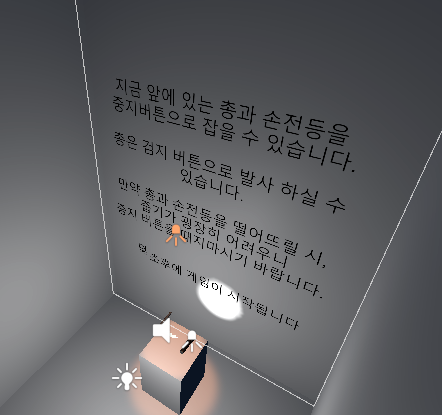 지금 앞에 있는 총과 손전등을
중지버튼으로 잡을 수 있습니다.
총은 검지 버튼으로 발사 하실 수
있습니다.
만약 총과 손전등을 떨어뜨릴 시,
줍기가 굉장히 어려우니
중지 버튼을 떼지마시기 바랍니다.
몇 초후에 게임이 시작됩니다